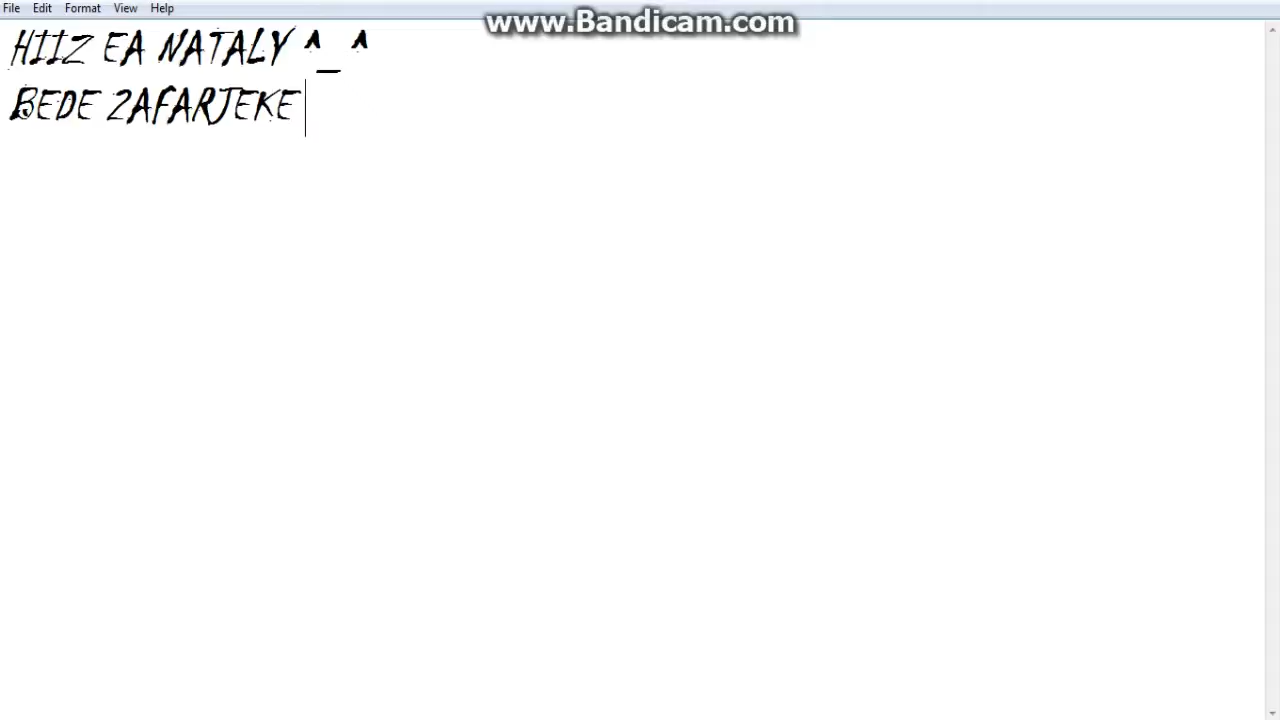 File Edit Format View Help
www.Bandicam.com
HIIZ EA NATALY ^_^
BEDE ZAFARJEKE